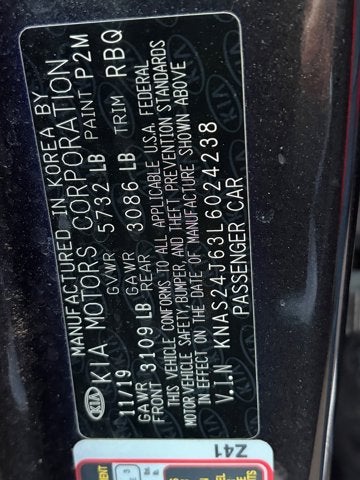 MANUFACTURED IN KOREA BY
KIA MOTORS CORPORATION
KIA
11/19 GVWR 5732 LB PAINT P2M
GAWR FRONT 3109 LB GAWR REAR 3086 LB TRIM RBQ
THIS VEHICLE CONFORMS TO ALL APPLICABLE U.S.A. FEDERAL
MOTOR VEHICLE SAFETY, BUMPER, AND THEFT PREVENTION STANDARDS
IN EFFECT ON THE DATE OF MANUFACTURE SHOWN ABOVE
V.I.N KNAS24J63L6024238
PASSENGER CAR
Z41